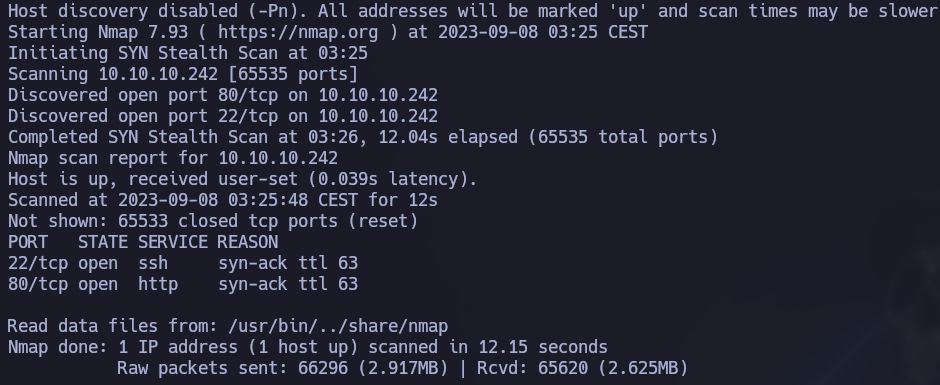 Host discovery disabled (-Pn). All addresses will be marked 'up' and scan times may be slower
Starting Nmap 7.93 ( https://nmap.org ) at 2023-09-08 03:25 CEST
Initiating SYN Stealth Scan at 03:25
Scanning 10.10.10.242 [65535 ports]
Discovered open port 80/tcp on 10.10.10.242
Discovered open port 22/tcp on 10.10.10.242
Completed SYN Stealth Scan at 03:26, 12.04s elapsed (65535 total ports)
Nmap scan report for 10.10.10.242
Host is up, received user-set (0.039s latency).
Scanned at 2023-09-08 03:25:48 CEST for 12s
Not shown: 65533 closed tcp ports (reset)
PORT   STATE SERVICE REASON
22/tcp open  ssh     syn-ack ttl 63
80/tcp open  http    syn-ack ttl 63
Read data files from: /usr/bin/../share/nmap
Nmap done: 1 IP address (1 host up) scanned in 12.15 seconds
           Raw packets sent: 66296 (2.917MB) | Rcvd: 65620 (2.625MB)